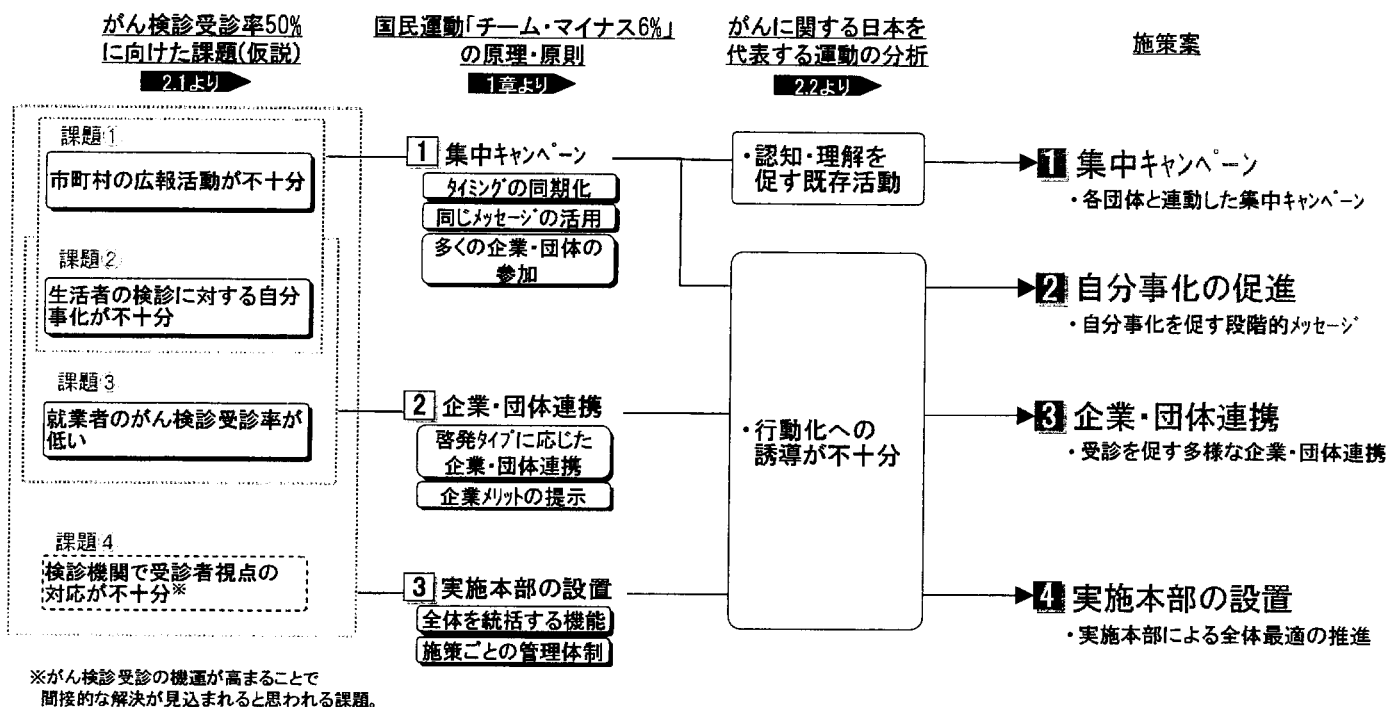 がん検診受診率50%
に向けた課題(仮説)
2.1より
国民運動「チーム・マイナス6%」
の原理・原則
1章より
がんに関する日本を
代表する運動の分析
2.2より
施策案
課題①
市町村の広報活動が不十分
課題②
生活者の検診に対する自分
事化が不十分
課題③
就業者のがん検診受診率が
低い
課題4
検診機関で受診者視点の
対応が不十分※
※がん検診受診の機運が高まることで
間接的な解決が見込まれると思われる課題。
1 集中キャンペーン
タイミングの同期化
同じメッセージの活用
多くの企業・団体の
参加
2 企業・団体連携
啓発タイプに応じた
企業・団体連携
企業メリットの提示
3 実施本部の設置
全体を統括する機能
施策ごとの管理体制
・認知・理解を
促す既存活動
・行動化への
誘導が不十分
1 集中キャンペーン
・各団体と連動した集中キャンペーン
2 自分事化の促進
・自分事化を促す段階的メッセージ
3 企業・団体連携
・受診を促す多様な企業・団体連携
4 実施本部の設置
・実施本部による全体最適の推進